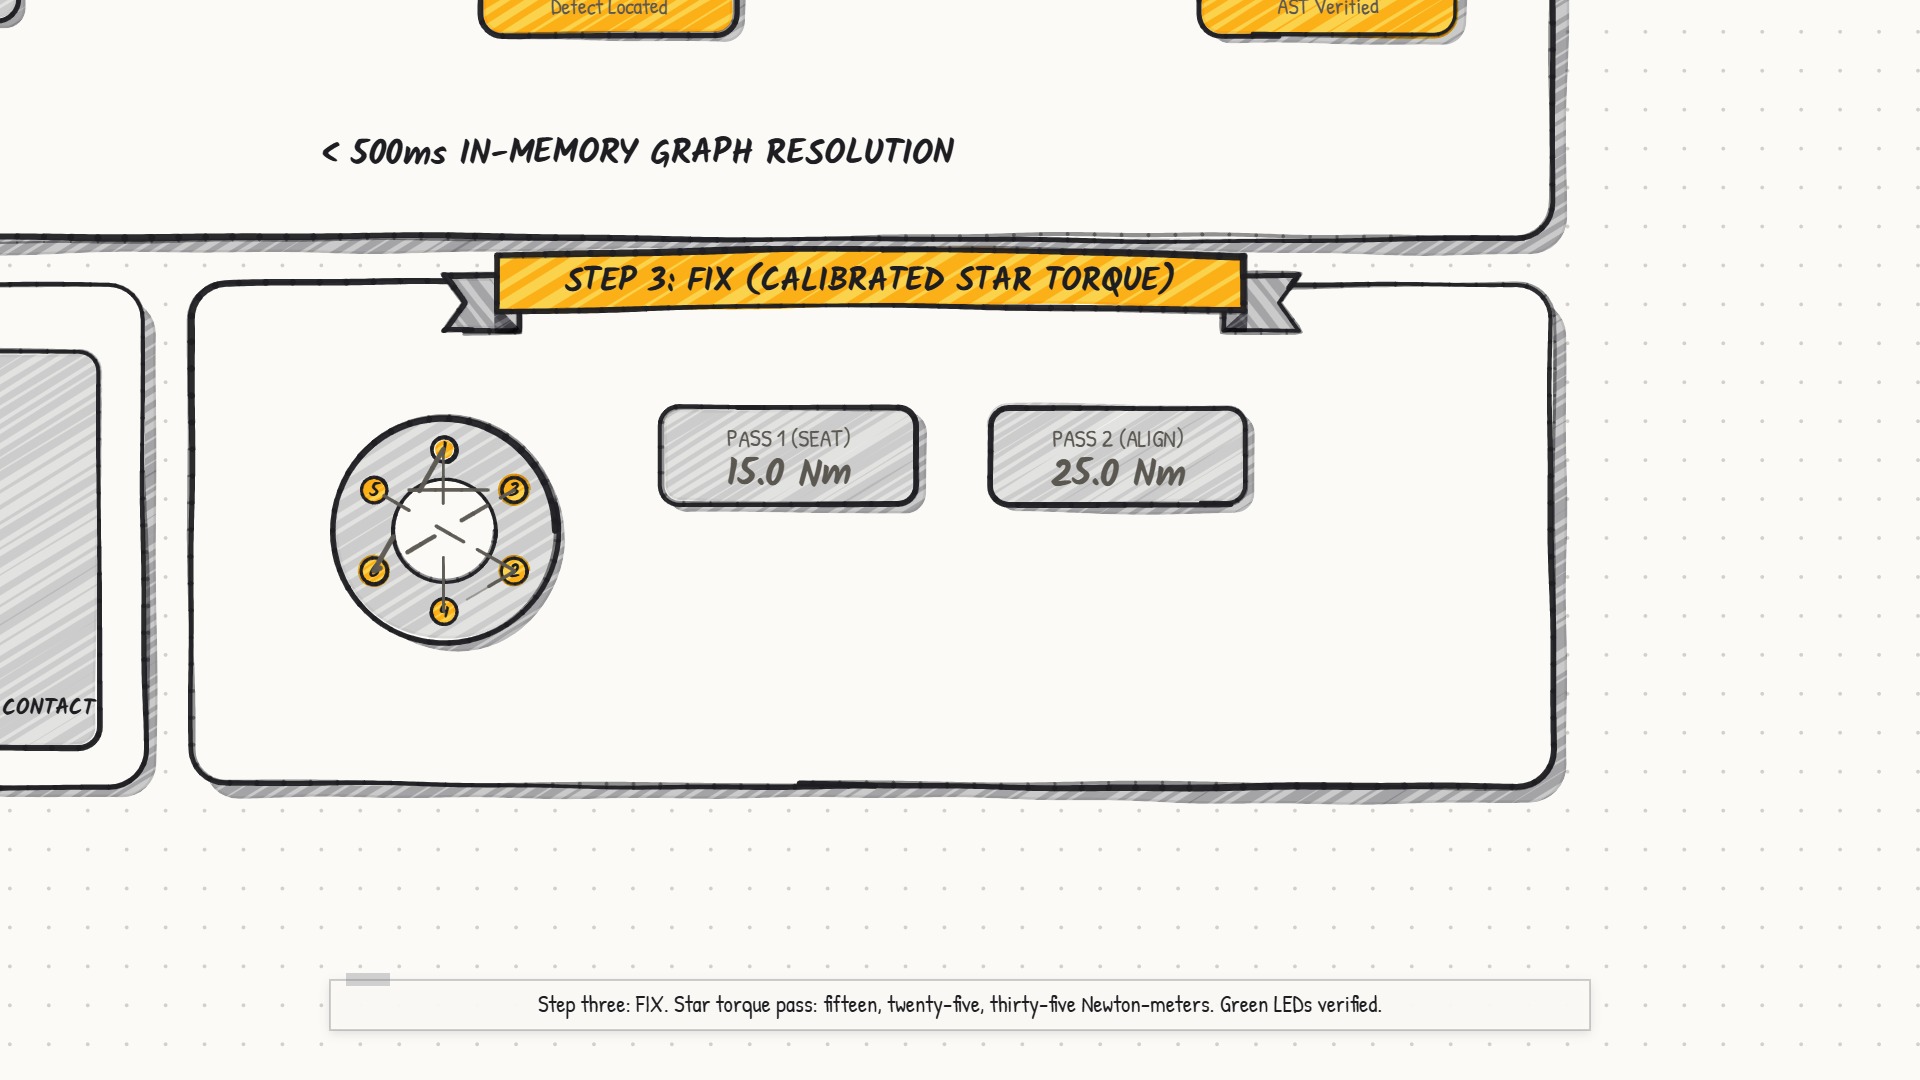 Defect Located
AST Verified
< 500ms IN-MEMORY GRAPH RESOLUTION
STEP 3: FIX (CALIBRATED STAR TORQUE)
CONTACT
1
5
3
2
4
PASS 1 (SEAT)
15.0 Nm
PASS 2 (ALIGN)
25.0 Nm
Step three: FIX. Star torque pass: fifteen, twenty-five, thirty-five Newton-meters. Green LEDs verified.